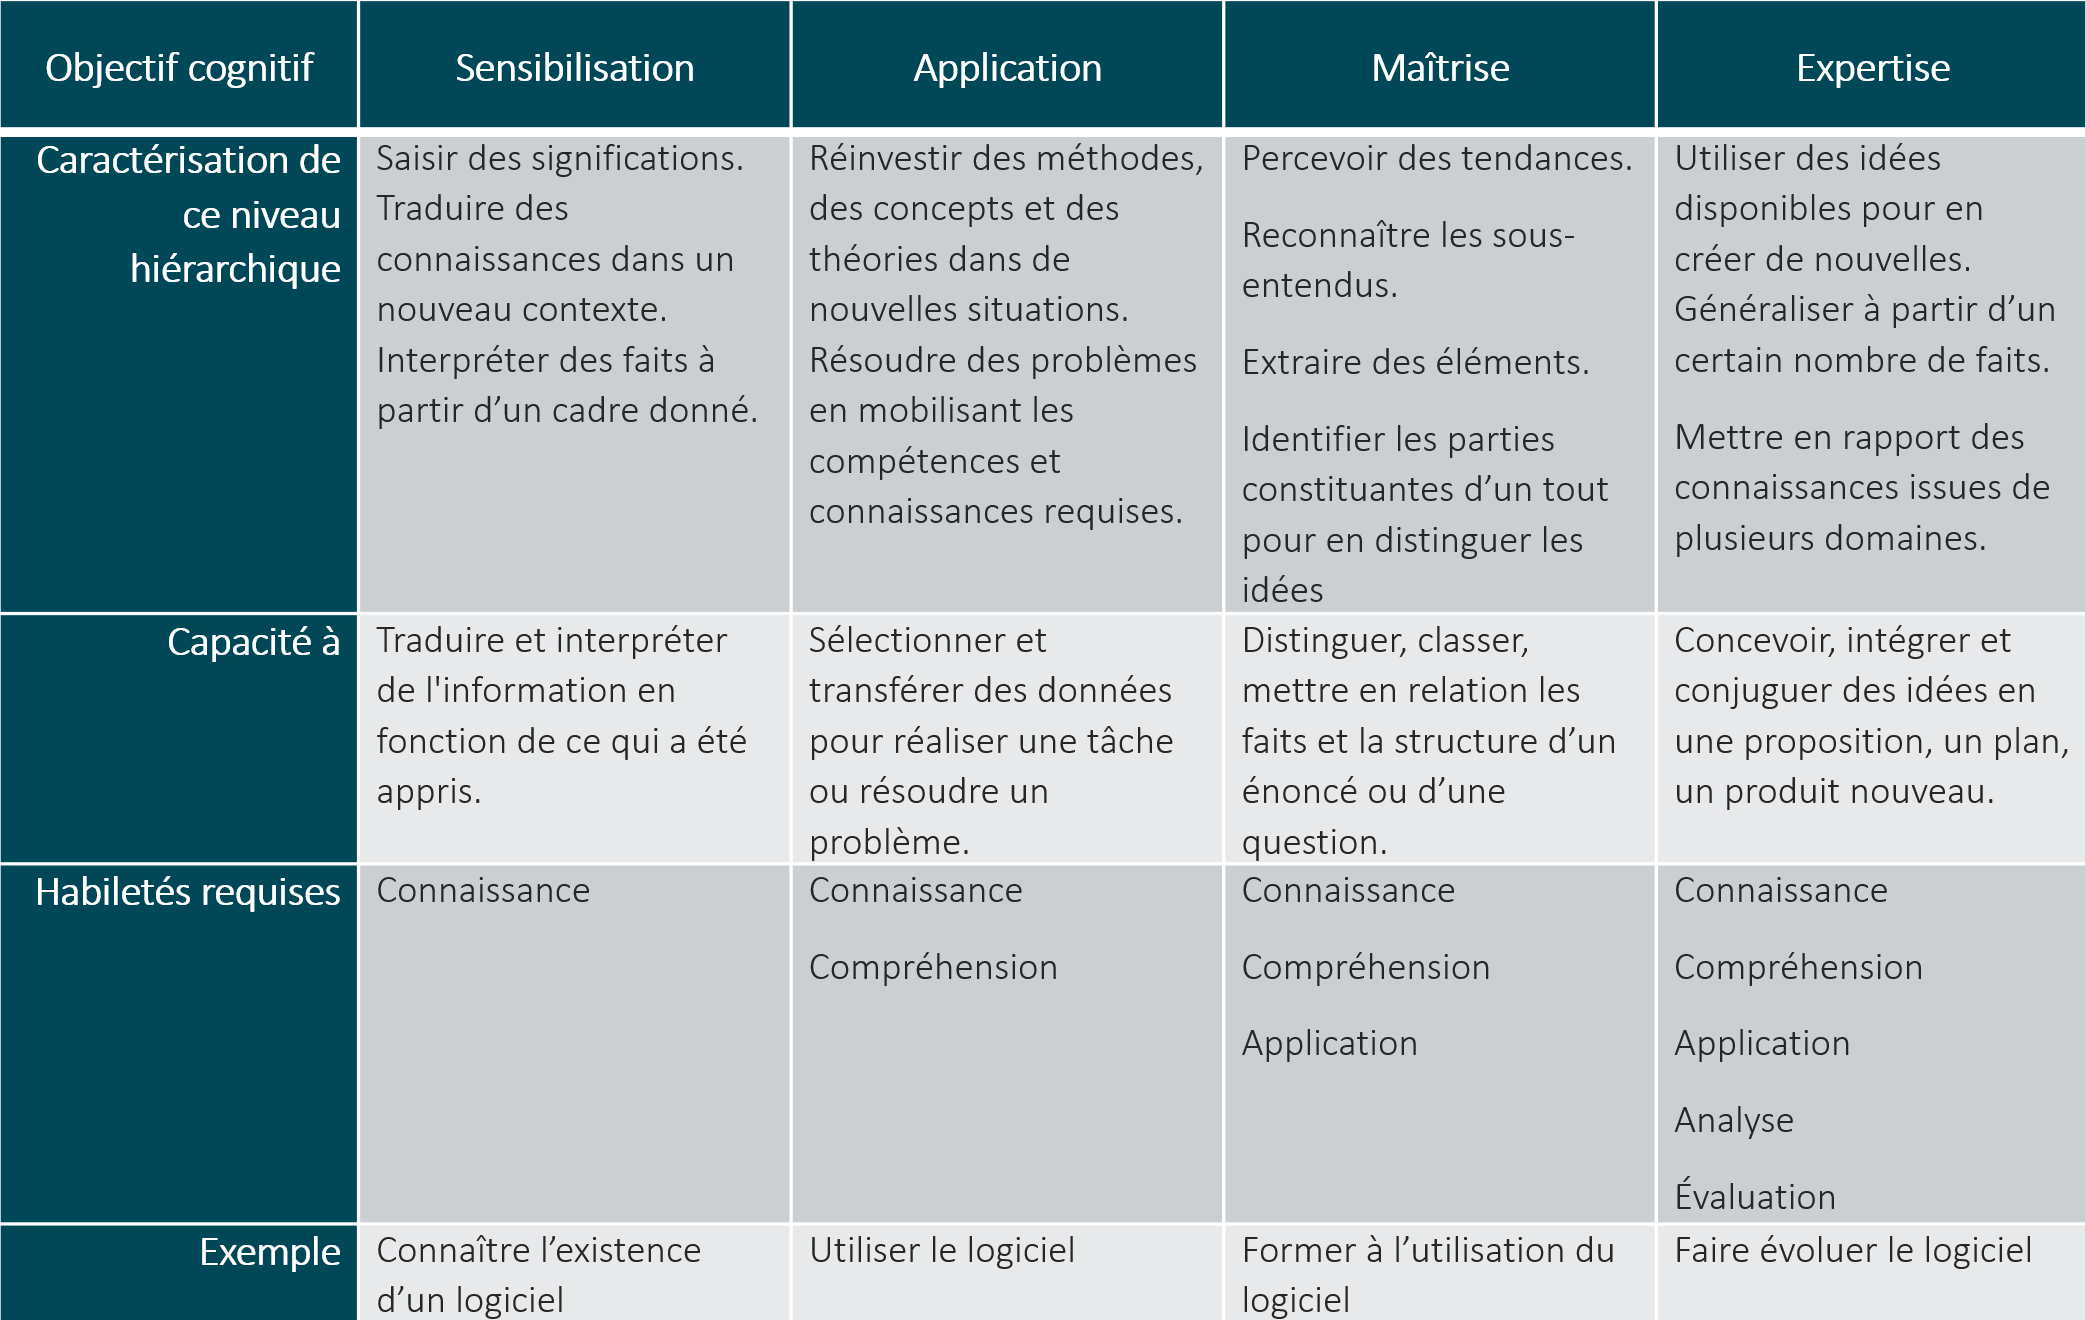 Objectif cognitif
Sensibilisation
Application
Maîtrise
Expertise
Caractérisation de
ce niveau
hiérarchique
Saisir des significations.
Traduire des
connaissances dans un
nouveau contexte.
Interpréter des faits à
partir d’un cadre donné.
Réinvestir des méthodes,
des concepts et des
théories dans de
nouvelles situations.
Résoudre des problèmes
en mobilisant les
compétences et
connaissances requises.
Percevoir des tendances.
Reconnaître les sous-
entendus.
Extraire des éléments.
Identifier les parties
constituantes d’un tout
pour en distinguer les
idées
Utiliser des idées
disponibles pour en
créer de nouvelles.
Généraliser à partir d’un
certain nombre de faits.
Mettre en rapport des
connaissances issues de
plusieurs domaines.
Capacité à
Traduire et interpréter
de l'information en
fonction de ce qui a été
appris.
Sélectionner et
transférer des données
pour réaliser une tâche
ou résoudre un
problème.
Distinguer, classer,
mettre en relation les
faits et la structure d’un
énoncé ou d’une
question.
Concevoir, intégrer et
conjuguer des idées en
une proposition, un plan,
un produit nouveau.
Habiletés requises
Connaissance
Connaissance
Compréhension
Connaissance
Compréhension
Application
Connaissance
Compréhension
Application
Analyse
Évaluation
Exemple
Connaître l’existence
d’un logiciel
Utiliser le logiciel
Former à l’utilisation du
logiciel
Faire évoluer le logiciel